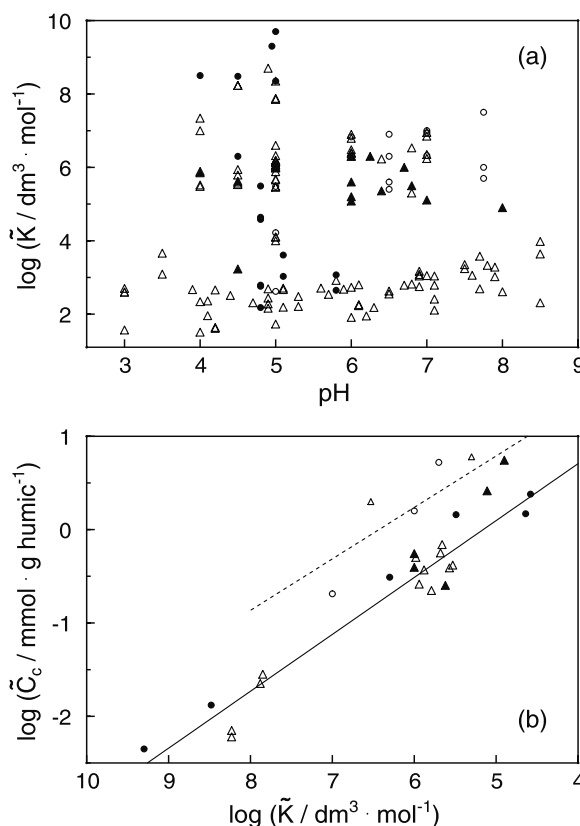 (a)
log (K̃ / dm³ · mol⁻¹)
10
8
6
4
2
3 4 5 6 7 8 9
pH
(b)
log (C̃c / mmol · g humic⁻¹)
1
0
-1
-2
10 9 8 7 6 5 4
log (K̃ / dm³ · mol⁻¹)